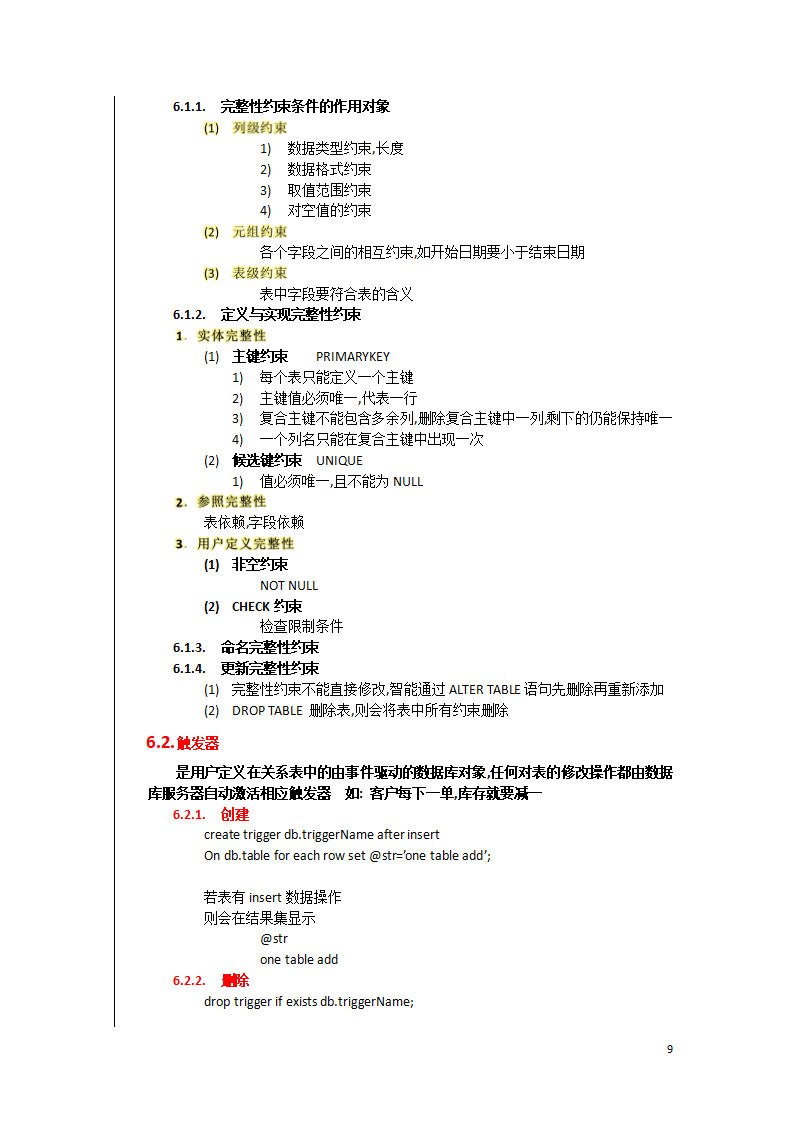 6.1.1. 完整性约束条件的作用对象
(1) 列级约束
1) 数据类型约束,长度
2) 数据格式约束
3) 取值范围约束
4) 对空值的约束
(2) 元组约束
各个字段之间的相互约束,如开始日期要小于结束日期
(3) 表级约束
表中字段要符合表的含义
6.1.2. 定义与实现完整性约束
1. 实体完整性
(1) 主键约束 PRIMARYKEY
1) 每个表只能定义一个主键
2) 主键值必须唯一,代表一行
3) 复合主键不能包含多余列,删除复合主键中一列,剩下的仍能保持唯一
4) 一个列名只能在复合主键中出现一次
(2) 候选键约束 UNIQUE
1) 值必须唯一,且不能为 NULL
2. 参照完整性
表依赖,字段依赖
3. 用户定义完整性
(1) 非空约束
NOT NULL
(2) CHECK 约束
检查限制条件
6.1.3. 命名完整性约束
6.1.4. 更新完整性约束
(1) 完整性约束不能直接修改,智能通过 ALTER TABLE 语句先删除再重新添加
(2) DROP TABLE 删除表,则会将表中所有约束删除
6.2. 触发器
是用户定义在关系表中的由事件驱动的数据库对象,任何对表的修改操作都由数据
库服务器自动激活相应触发器 如: 客户每下一单,库存就要减一
6.2.1. 创建
create trigger db.triggerName after insert
On db.table for each row set @str=’one table add’;
若表有 insert 数据操作
则会在结果集显示
@str
one table add
6.2.2. 删除
drop trigger if exists db.triggerName;
9